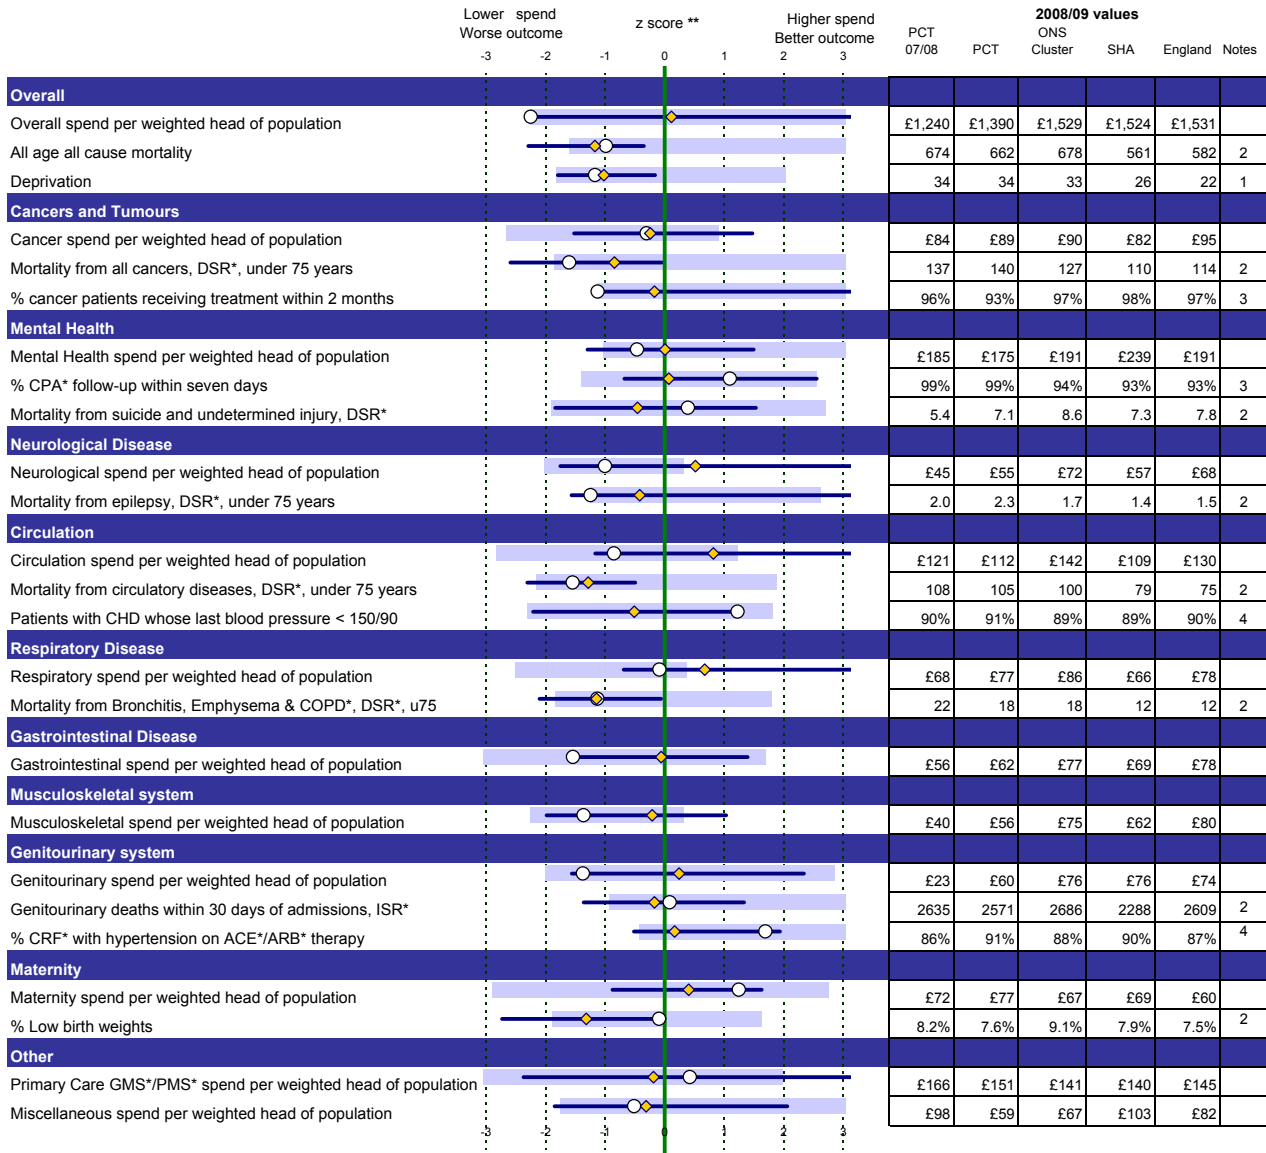 Lower spend Higher spend 2008/09 values
Worse outcome z score ** Better outcome
PCT 07/08 PCT ONS Cluster SHA England Notes
-3 -2 -1 0 1 2 3
Overall
Overall spend per weighted head of population £1,240 £1,390 £1,529 £1,524 £1,531
All age all cause mortality 674 662 678 561 582 2
Deprivation 34 34 33 26 22 1
Cancers and Tumours
Cancer spend per weighted head of population £84 £89 £90 £82 £95
Mortality from all cancers, DSR*, under 75 years 137 140 127 110 114 2
% cancer patients receiving treatment within 2 months 96% 93% 97% 98% 97% 3
Mental Health
Mental Health spend per weighted head of population £185 £175 £191 £239 £191
% CPA* follow-up within seven days 99% 99% 94% 93% 93% 3
Mortality from suicide and undetermined injury, DSR* 5.4 7.1 8.6 7.3 7.8 2
Neurological Disease
Neurological spend per weighted head of population £45 £55 £72 £57 £68
Mortality from epilepsy, DSR*, under 75 years 2.0 2.3 1.7 1.4 1.5 2
Circulation
Circulation spend per weighted head of population £121 £112 £142 £109 £130
Mortality from circulatory diseases, DSR*, under 75 years 108 105 100 79 75 2
Patients with CHD whose last blood pressure < 150/90 90% 91% 89% 89% 90% 4
Respiratory Disease
Respiratory spend per weighted head of population £68 £77 £86 £66 £78
Mortality from Bronchitis, Emphysema & COPD*, DSR*, u75 22 18 18 12 12 2
Gastrointestinal Disease
Gastrointestinal spend per weighted head of population £56 £62 £77 £69 £78
Musculoskeletal system
Musculoskeletal spend per weighted head of population £40 £56 £75 £62 £80
Genitourinary system
Genitourinary spend per weighted head of population £23 £60 £76 £76 £74
Genitourinary deaths within 30 days of admissions, ISR* 2635 2571 2686 2288 2609 2
% CRF* with hypertension on ACE*/ARB* therapy 86% 91% 88% 90% 87% 4
Maternity
Maternity spend per weighted head of population £72 £77 £67 £69 £60
% Low birth weights 8.2% 7.6% 9.1% 7.9% 7.5% 2
Other
Primary Care GMS*/PMS* spend per weighted head of population £166 £151 £141 £140 £145
Miscellaneous spend per weighted head of population £98 £59 £67 £103 £82
-3 -2 -1 0 1 2 3